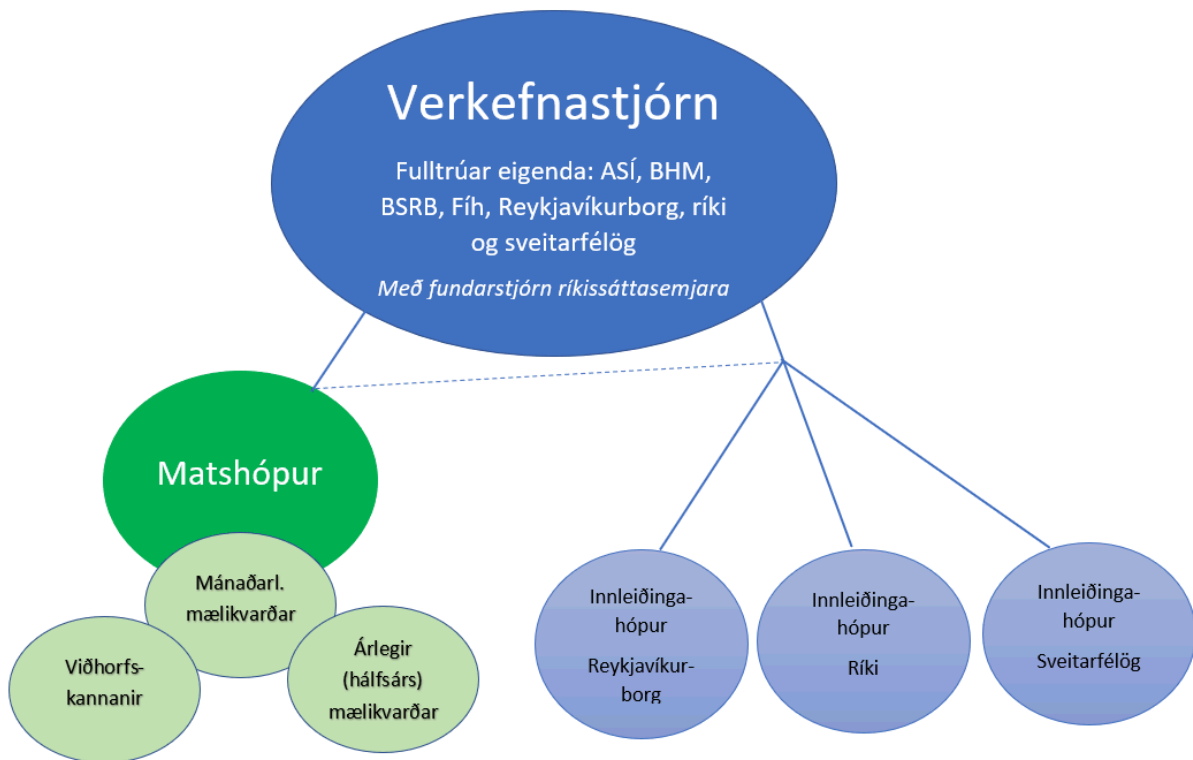 Verkefnastjórn
Fulltrúar eigenda: ASÍ, BHM,
BSRB, Fíh, Reykjavíkurborg, ríki
og sveitarfélög
Með fundarstjórn ríkissáttasemjara
Matshópur
Mánaðarl.
mælikvarðar
Viðhorfs-
kannanir
Árlegir
(hálfsárs)
mælikvarðar
Innleiðinga-
hópur
Reykjavíkur-
borg
Innleiðinga-
hópur
Ríki
Innleiðinga-
hópur
Sveitarfélög